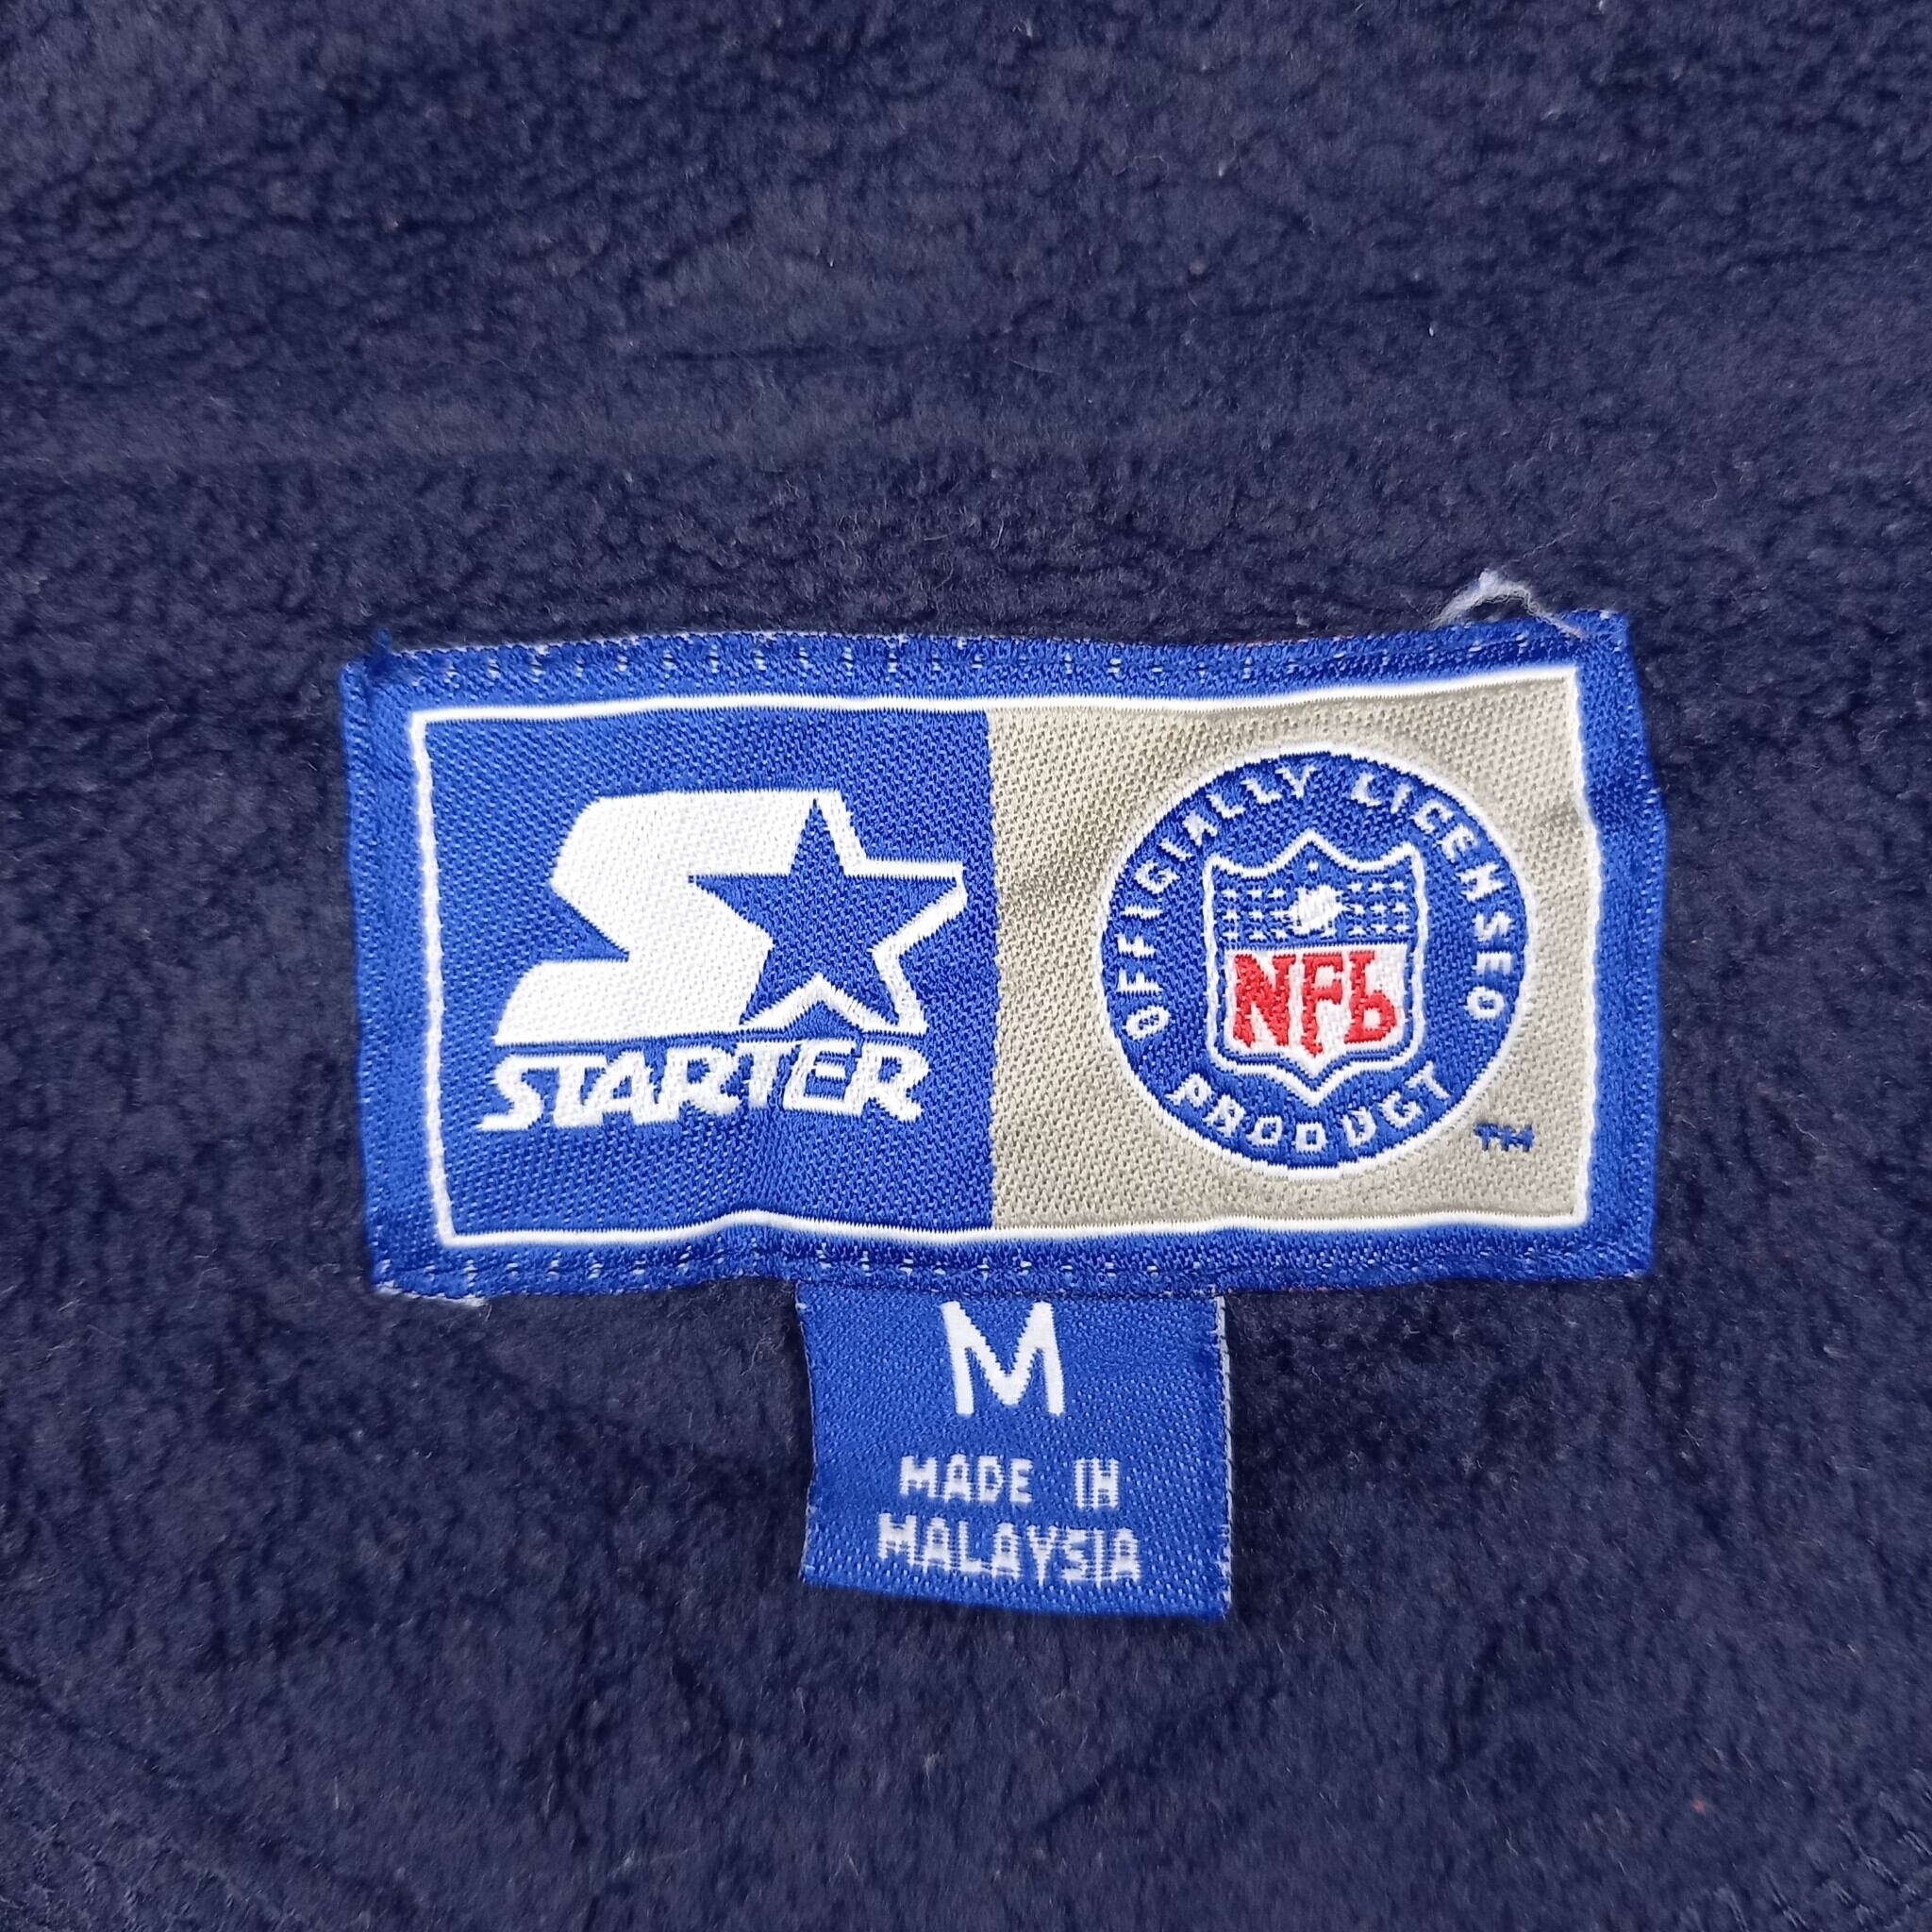 STARTER
OFFICIALLY LICENSED
NFL
PRODUCT
TM
M
MADE IN
MALAYSIA